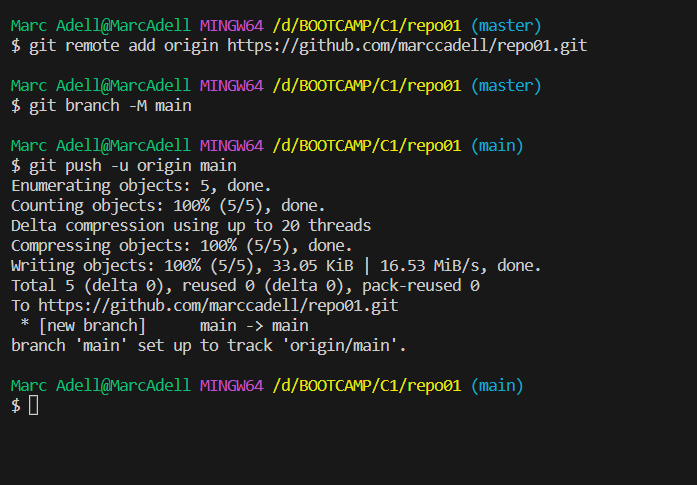 Marc Adell@MarcAdell MINGW64 /d/BOOTCAMP/C1/repo01 (master)
$ git remote add origin https://github.com/marccadell/repo01.git
Marc Adell@MarcAdell MINGW64 /d/BOOTCAMP/C1/repo01 (master)
$ git branch -M main
Marc Adell@MarcAdell MINGW64 /d/BOOTCAMP/C1/repo01 (main)
$ git push -u origin main
Enumerating objects: 5, done.
Counting objects: 100% (5/5), done.
Delta compression using up to 20 threads
Compressing objects: 100% (5/5), done.
Writing objects: 100% (5/5), 33.05 KiB | 16.53 MiB/s, done.
Total 5 (delta 0), reused 0 (delta 0), pack-reused 0
To https://github.com/marccadell/repo01.git
 * [new branch]      main -> main
branch 'main' set up to track 'origin/main'.
Marc Adell@MarcAdell MINGW64 /d/BOOTCAMP/C1/repo01 (main)
$